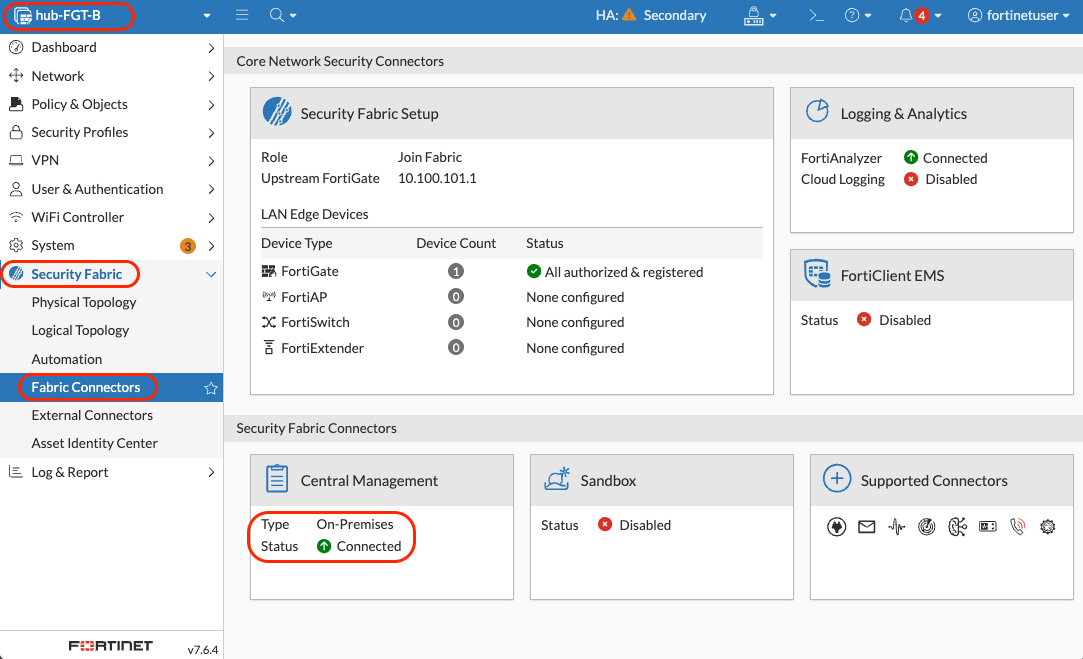 hub-FGT-B
HA: Secondary
4
fortinetuser
Dashboard
Network
Policy & Objects
Security Profiles
VPN
User & Authentication
WiFi Controller
System 3
Security Fabric
Physical Topology
Logical Topology
Automation
Fabric Connectors
External Connectors
Asset Identity Center
Log & Report
FORTINET v7.6.4
Core Network Security Connectors
Security Fabric Setup
Role Join Fabric
Upstream FortiGate 10.100.101.1
LAN Edge Devices
Device Type Device Count Status
FortiGate 1 All authorized & registered
FortiAP 0 None configured
FortiSwitch 0 None configured
FortiExtender 0 None configured
Logging & Analytics
FortiAnalyzer Connected
Cloud Logging Disabled
FortiClient EMS
Status Disabled
Security Fabric Connectors
Central Management
Type On-Premises
Status Connected
Sandbox
Status Disabled
Supported Connectors